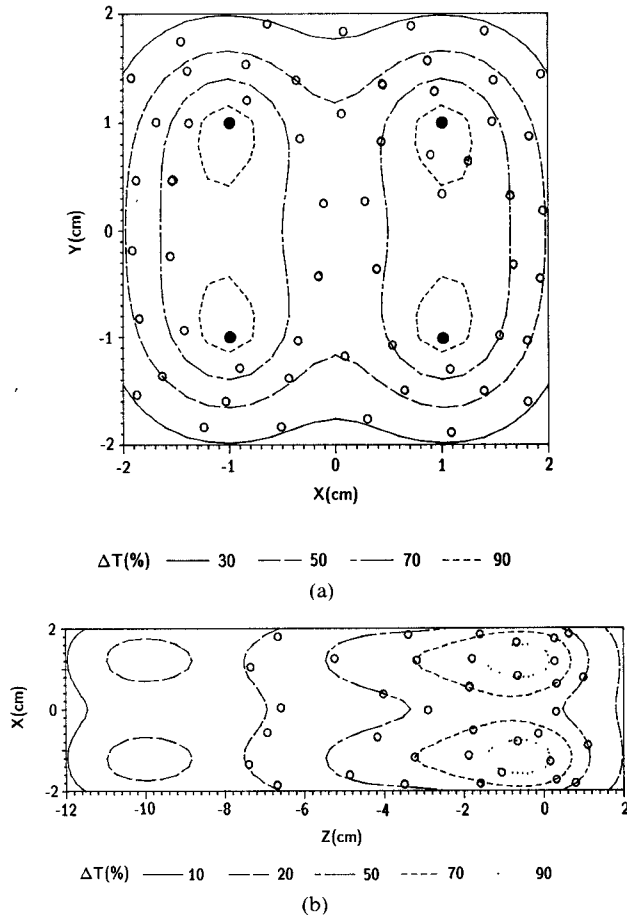 2
1
0
-1
-2
Y(cm)
-2 -1 0 1 2
X(cm)
ΔT(%) 30 50 70 90
(a)
2
0
-2
X(cm)
-12 -10 -8 -6 -4 -2 0 2
Z(cm)
ΔT(%) 10 20 50 70 90
(b)